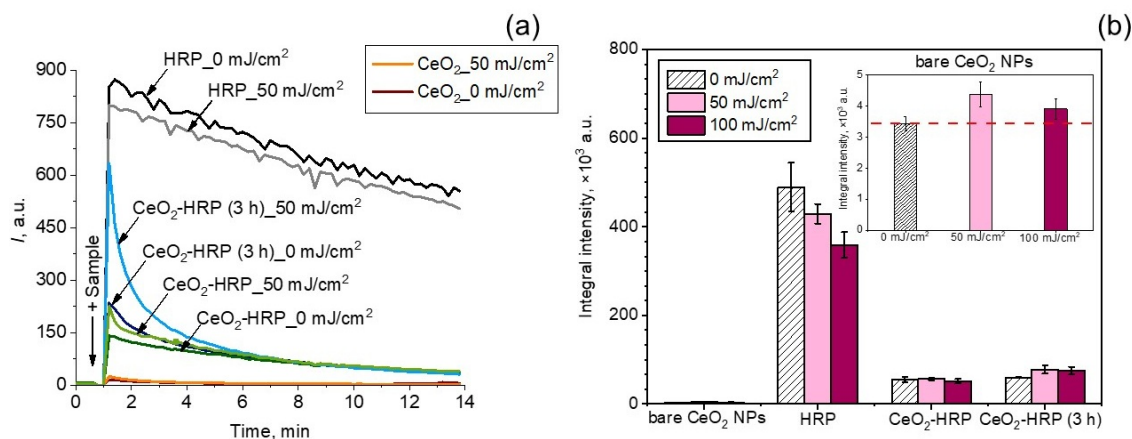 (a)
HRP_0 mJ/cm²
HRP_50 mJ/cm²
CeO₂_50 mJ/cm²
CeO₂_0 mJ/cm²
CeO₂-HRP (3 h)_50 mJ/cm²
CeO₂-HRP (3 h)_0 mJ/cm²
CeO₂-HRP_50 mJ/cm²
CeO₂-HRP_0 mJ/cm²
+ Sample
I, a.u.
900
750
600
450
300
150
0
0 2 4 6 8 10 12 14
Time, min
(b)
0 mJ/cm²
50 mJ/cm²
100 mJ/cm²
bare CeO₂ NPs
Integral intensity, ×10³ a.u.
5
4
3
2
1
0
0 mJ/cm² 50 mJ/cm² 100 mJ/cm²
Integral intensity, ×10³ a.u.
800
600
400
200
0
bare CeO₂ NPs HRP CeO₂-HRP CeO₂-HRP (3 h)